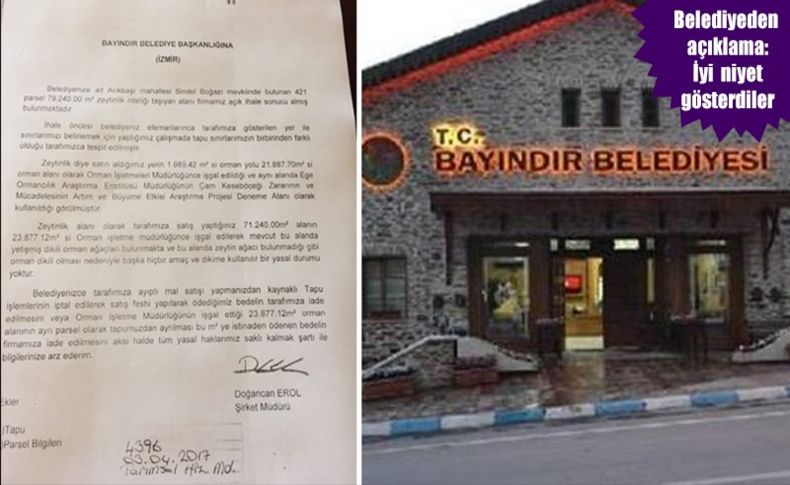 BAYINDIR BELEDİYE BAŞKANLIĞINA
(İZMİR)
Belediyenize ait Arıkbaşı mahallesi Sindel Boğazı mevkiinde bulunan 421
parsel 79.240.00 m² zeytinlik niteliği taşıyan alanı firmamız açık ihale sonucu almış
bulunmaktadır.
İhale öncesi belediyeniz elemanlarınca tarafımıza gösterilen yer ile
sınırlarımızı belirlemek için yaptığımız çalışmada tapu sınırlarımızın birbirinden farklı
olduğu tarafımızca tespit edilmiştir.
Zeytinlik diye satın aldığımız yerin 1.989.42 m² si orman yolu 21.887.70m² si
orman alanı olarak Orman İşletmeleri Müdürlüğünce işgal edildiği ve aynı alanda Ege
Ormancılık Araştırma Enstitüsü Müdürlüğünün Çam Keseböceği Zararının ve
Mücadelesinin Artım ve Büyüme Etkisi Araştırma Projesi Deneme Alanı olarak
kullanıldığı görülmüştür.
Zeytinlik alanı olarak tarafımıza satış yaptığınız 71.240.00m² alanın
23.877.12m² si Orman işletme müdürlüğünce işgal edilerek mevcut bu alanda
yetişmiş dikili orman ağaçları bulunmakta ve bu alanda zeytin ağacı bulunmadığı gibi
orman dikili olması nedeniyle başka hiçbir amaç ve dikime kullanılır bir yasal durumu
yoktur.
Belediyenizce tarafımıza ayıplı mal satışı yapmanızdan kaynaklı Tapu
işlemlerinin iptal edilerek satış feshi yapılarak ödediğimiz bedelin tarafımıza iade
edilmesini veya Orman İşletme Müdürlüğünün işgal ettiği 23.877.12m² orman
alanının ayrı parsel olarak tapumuzdan ayrılması bu m² ye istinaden ödenen bedelin
firmamıza iade edilmesini aksi halde tüm yasal haklarımız saklı kalmak şartı ile
bilgilerinize arz ederim.
Doğancan EROL
Şirket Müdürü
Ekler
)Tapu
)Parsel Bilgileri
4396
03.04.2017
Tarımsal Hiz. Md.
Belediyeden
açıklama:
İyi niyet
gösterdiler
T.C.
BAYINDIR BELEDİYESİ